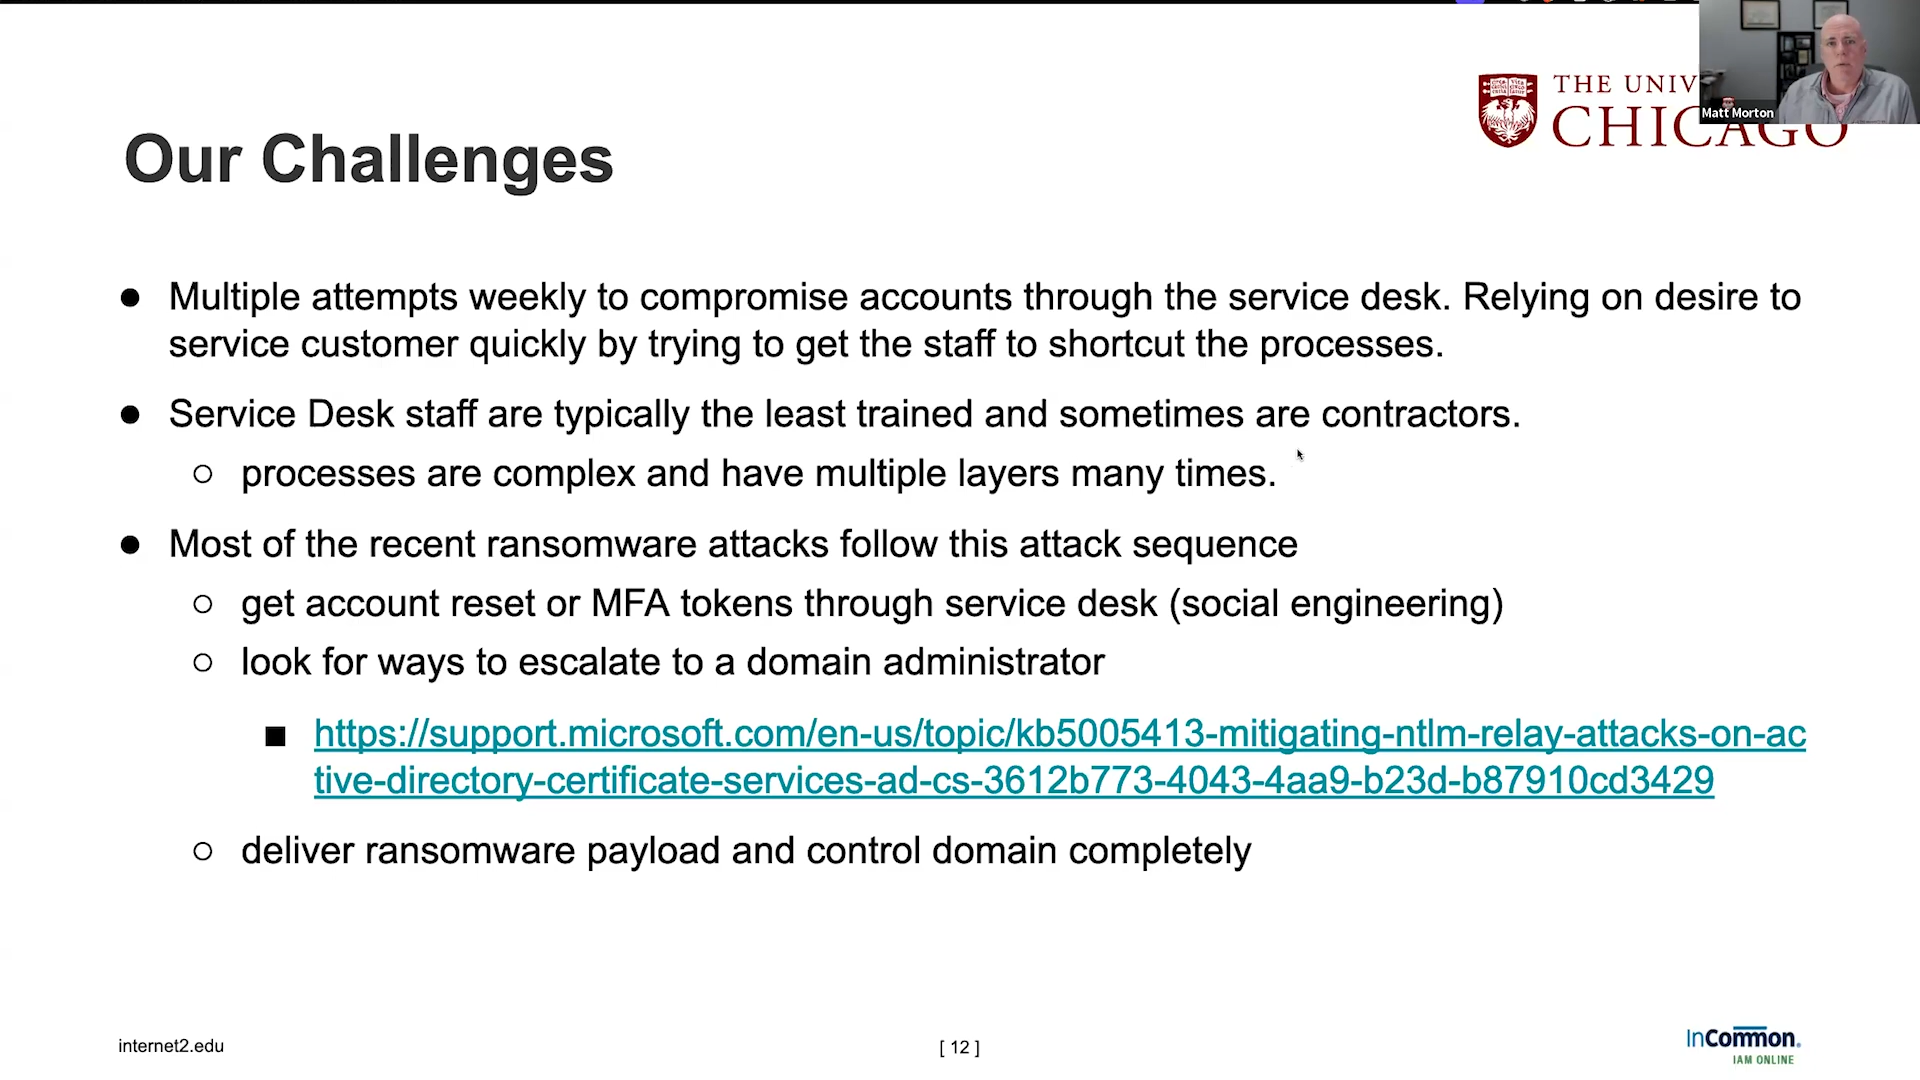 THE UNIV
CHICAGO
Matt Morton
Our Challenges
● Multiple attempts weekly to compromise accounts through the service desk. Relying on desire to
service customer quickly by trying to get the staff to shortcut the processes.
● Service Desk staff are typically the least trained and sometimes are contractors.
○ processes are complex and have multiple layers many times.
● Most of the recent ransomware attacks follow this attack sequence
○ get account reset or MFA tokens through service desk (social engineering)
○ look for ways to escalate to a domain administrator
■ https://support.microsoft.com/en-us/topic/kb5005413-mitigating-ntlm-relay-attacks-on-ac
tive-directory-certificate-services-ad-cs-3612b773-4043-4aa9-b23d-b87910cd3429
○ deliver ransomware payload and control domain completely
internet2.edu
[ 12 ]
InCommon.
IAM ONLINE